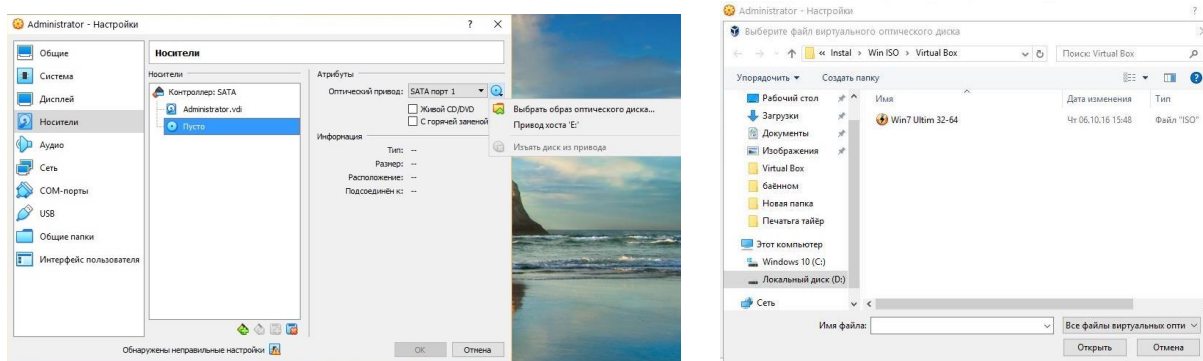 Administrator - Настройки
? ×
Общие
Система
Дисплей
Носители
Аудио
Сеть
COM-порты
USB
Общие папки
Интерфейс пользователя
Носители
Носители
Контроллер: SATA
Administrator.vdi
Пусто
Атрибуты
Оптический привод: SATA порт 1
Живой CD/DVD
С горячей заменой
Информация
Тип: --
Размер: --
Расположение: --
Подсоединён к: --
Выбрать образ оптического диска...
Привод хоста 'E:'
Изъять диск из привода
Обнаружены неправильные настройки
OK Отмена
Administrator - Настройки
?
Выберите файл виртуального оптического диска
« Instal › Win ISO › Virtual Box
Поиск: Virtual Box
Упорядочить Создать папку
Рабочий стол
Загрузки
Документы
Изображения
Virtual Box
баённом
Новая папка
Печатьга тайёр
Этот компьютер
Windows 10 (C:)
Локальный диск (D:)
Сеть
Имя Дата изменения Тип
Win7 Ultim 32-64 Чт 06.10.16 15:48 Файл "ISO"
Имя файла:
Все файлы виртуальных опти
Открыть Отмена